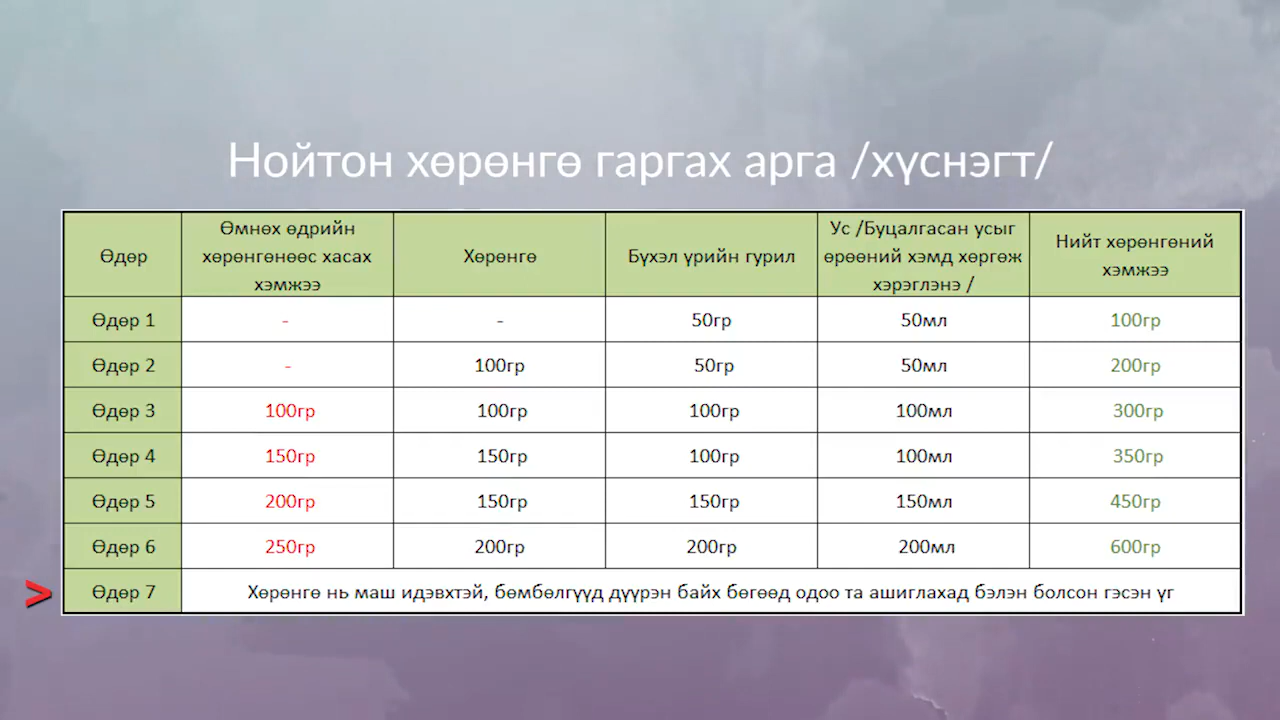 Нойтон хөрөнгө гаргах арга /хүснэгт/
Өдөр
Өмнөх өдрийн
хөрөнгөнөөс хасах
хэмжээ
Хөрөнгө
Бүхэл үрийн гурил
Ус /Буцалгасан усыг
өрөөний хэмд хөргөж
хэрэглэнэ /
Нийт хөрөнгөний
хэмжээ
Өдөр 1 - - 50гр 50мл 100гр
Өдөр 2 - 100гр 50гр 50мл 200гр
Өдөр 3 100гр 100гр 100гр 100мл 300гр
Өдөр 4 150гр 150гр 100гр 100мл 350гр
Өдөр 5 200гр 150гр 150гр 150мл 450гр
Өдөр 6 250гр 200гр 200гр 200мл 600гр
> Өдөр 7 Хөрөнгө нь маш идэвхтэй, бөмбөлгүүд дүүрэн байх бөгөөд одоо та ашиглахад бэлэн болсон гэсэн үг